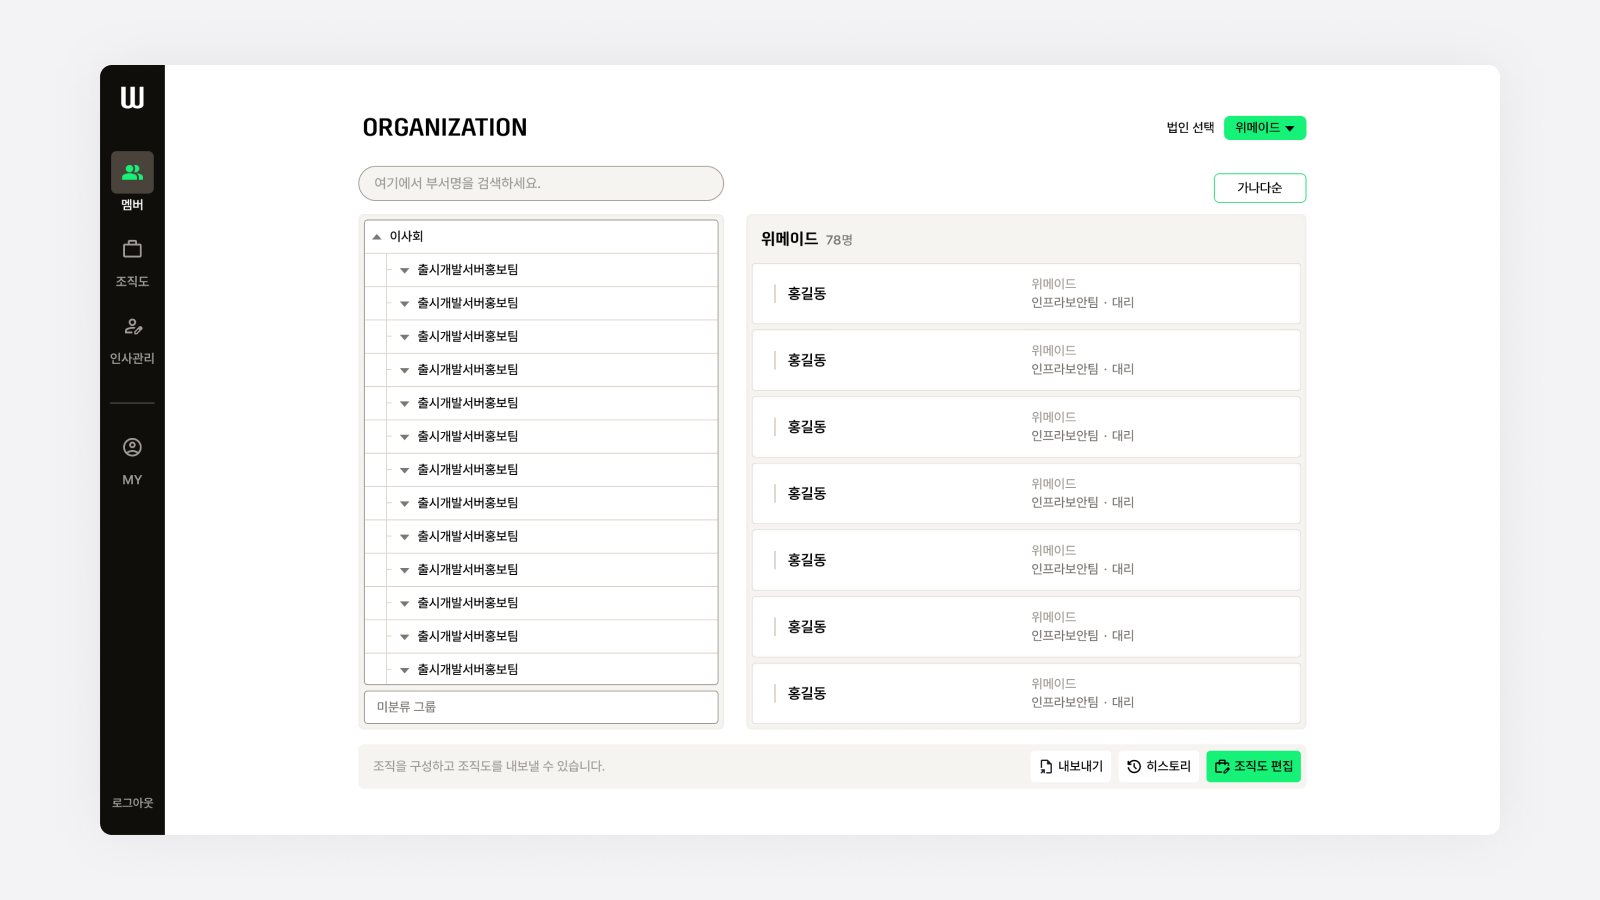 W
멤버
조직도
인사관리
MY
로그아웃
ORGANIZATION
법인 선택
위메이드
여기에서 부서명을 검색하세요.
가나다순
이사회
출시개발서버홍보팀
출시개발서버홍보팀
출시개발서버홍보팀
출시개발서버홍보팀
출시개발서버홍보팀
출시개발서버홍보팀
출시개발서버홍보팀
출시개발서버홍보팀
출시개발서버홍보팀
출시개발서버홍보팀
출시개발서버홍보팀
출시개발서버홍보팀
출시개발서버홍보팀
미분류 그룹
위메이드 78명
홍길동
위메이드
인프라보안팀 · 대리
홍길동
위메이드
인프라보안팀 · 대리
홍길동
위메이드
인프라보안팀 · 대리
홍길동
위메이드
인프라보안팀 · 대리
홍길동
위메이드
인프라보안팀 · 대리
홍길동
위메이드
인프라보안팀 · 대리
홍길동
위메이드
인프라보안팀 · 대리
조직을 구성하고 조직도를 내보낼 수 있습니다.
내보내기
히스토리
조직도 편집